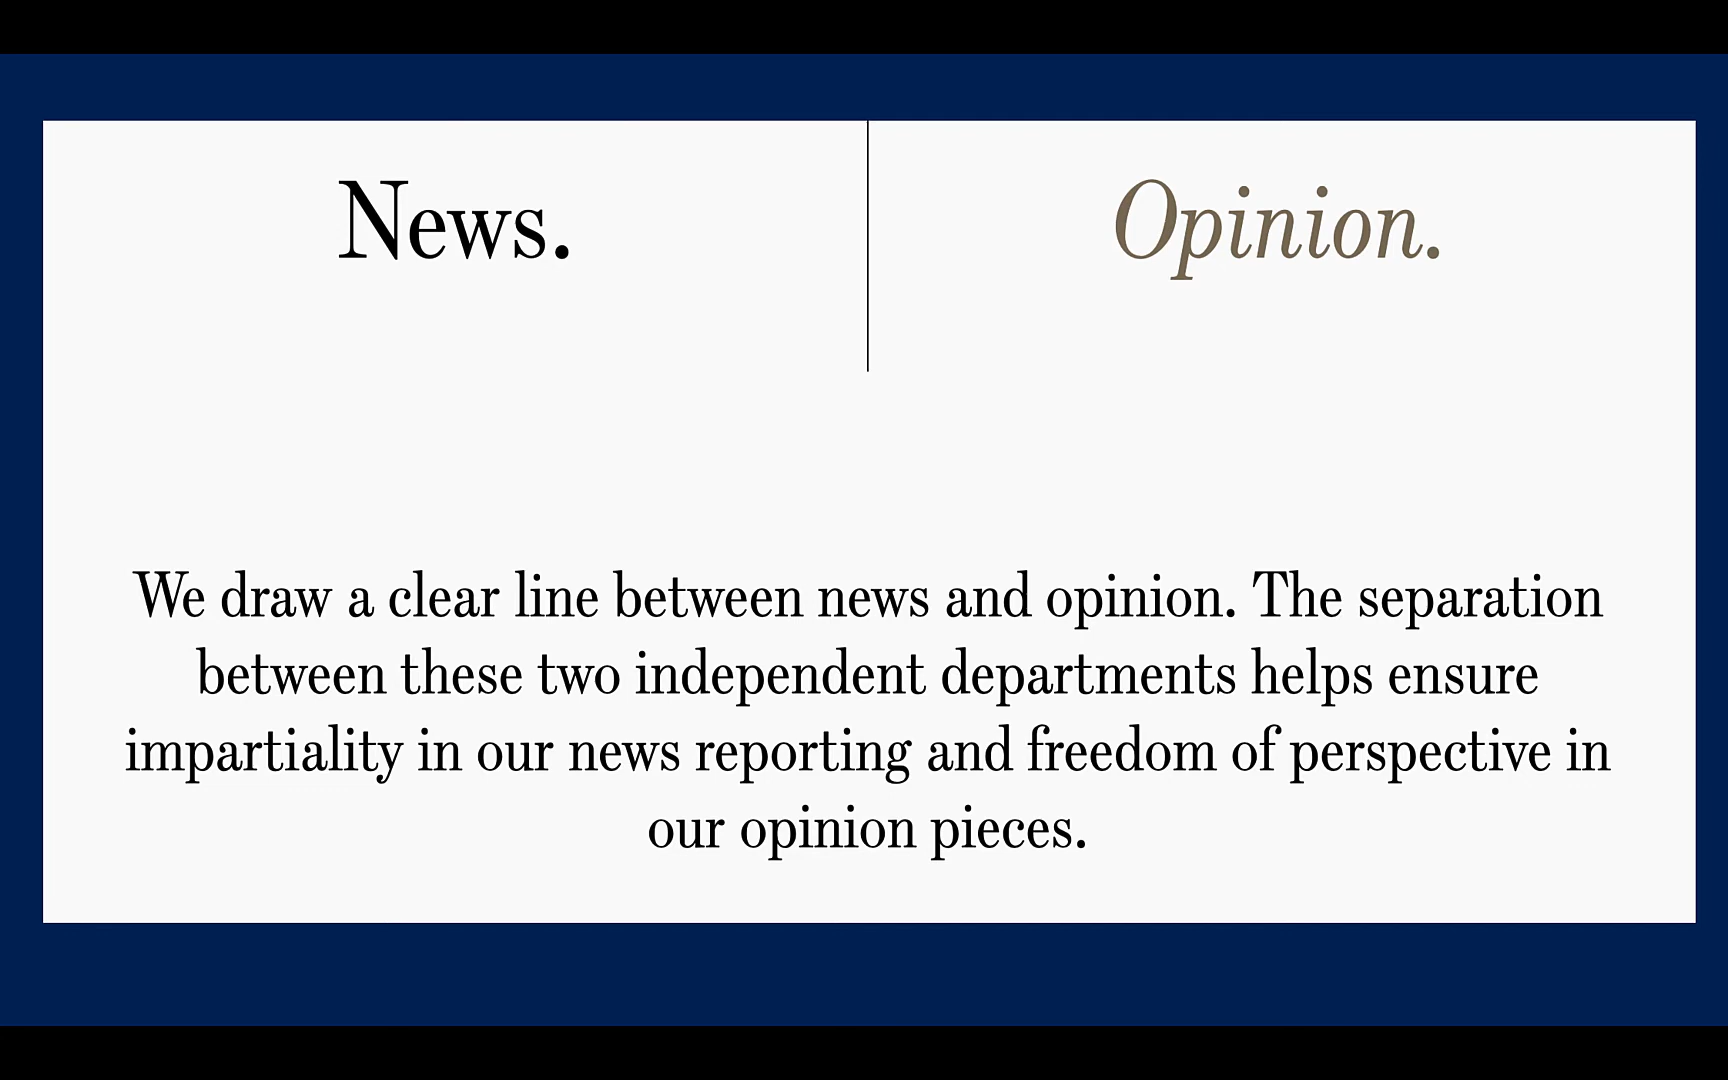 News.
Opinion.
We draw a clear line between news and opinion. The separation
between these two independent departments helps ensure
impartiality in our news reporting and freedom of perspective in
our opinion pieces.